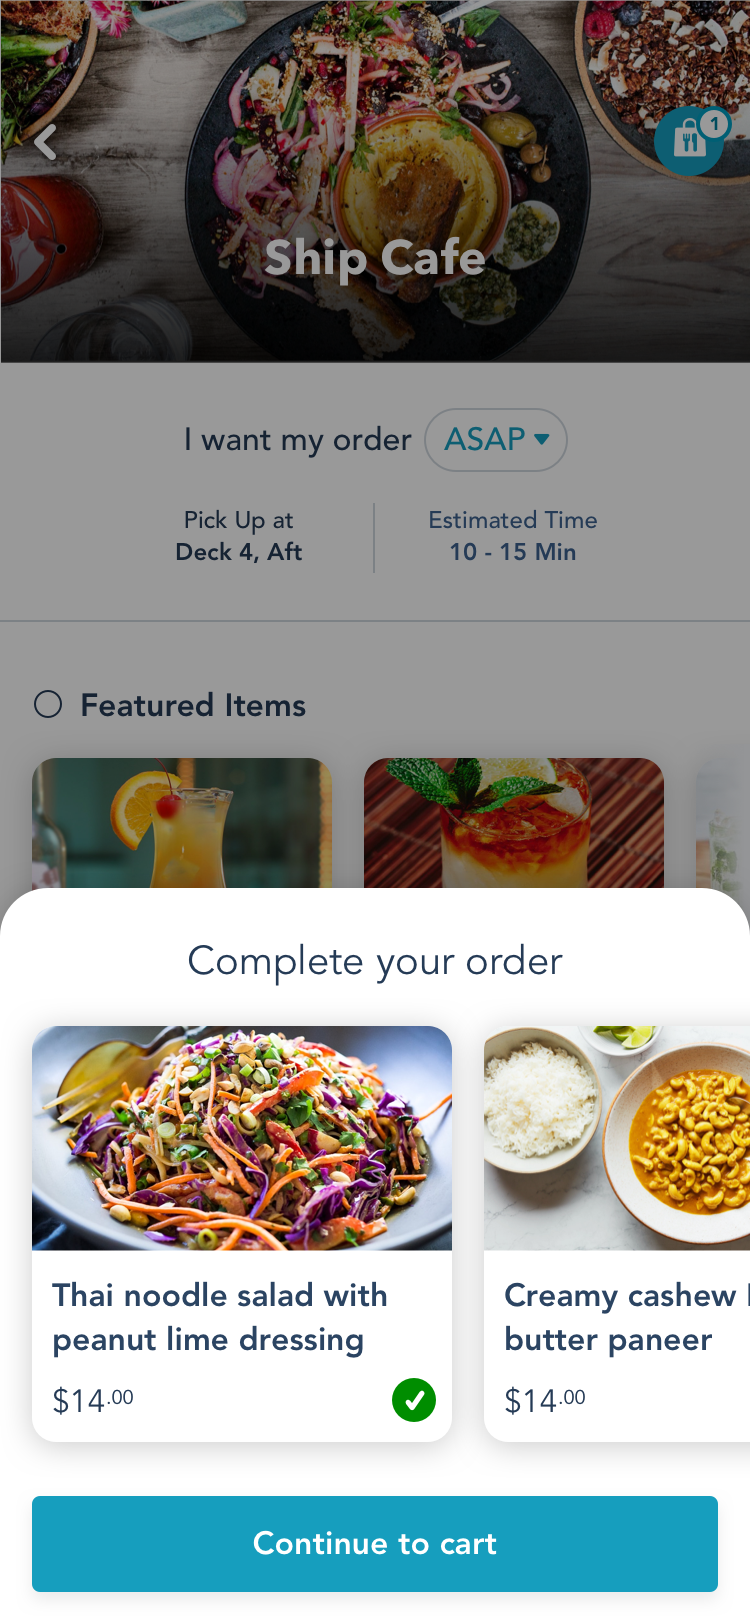 1
Ship Cafe
I want my order ASAP
Pick Up at
Deck 4, Aft
Estimated Time
10 - 15 Min
Featured Items
Complete your order
Thai noodle salad with
peanut lime dressing
$14.00
Creamy cashew
butter paneer
$14.00
Continue to cart